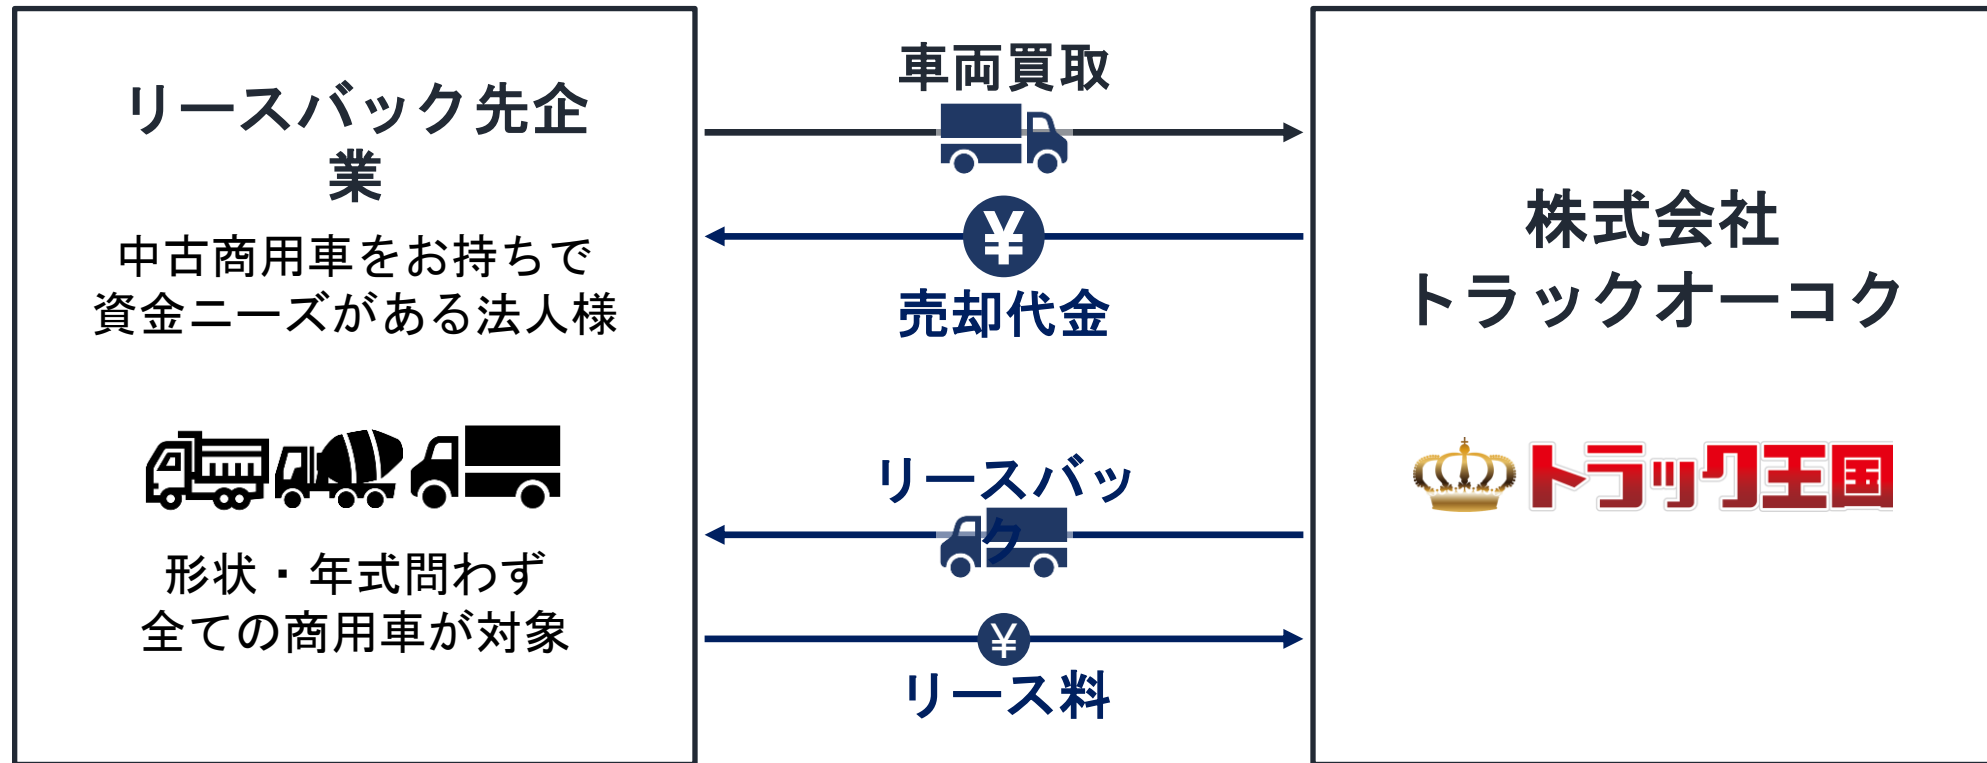 リースバック先企
業
中古商用車をお持ちで
資金ニーズがある法人様
形状・年式問わず
全ての商用車が対象
車両買取
¥
売却代金
リースバッ
ク
¥
リース料
株式会社
トラックオーコク
トラック王国